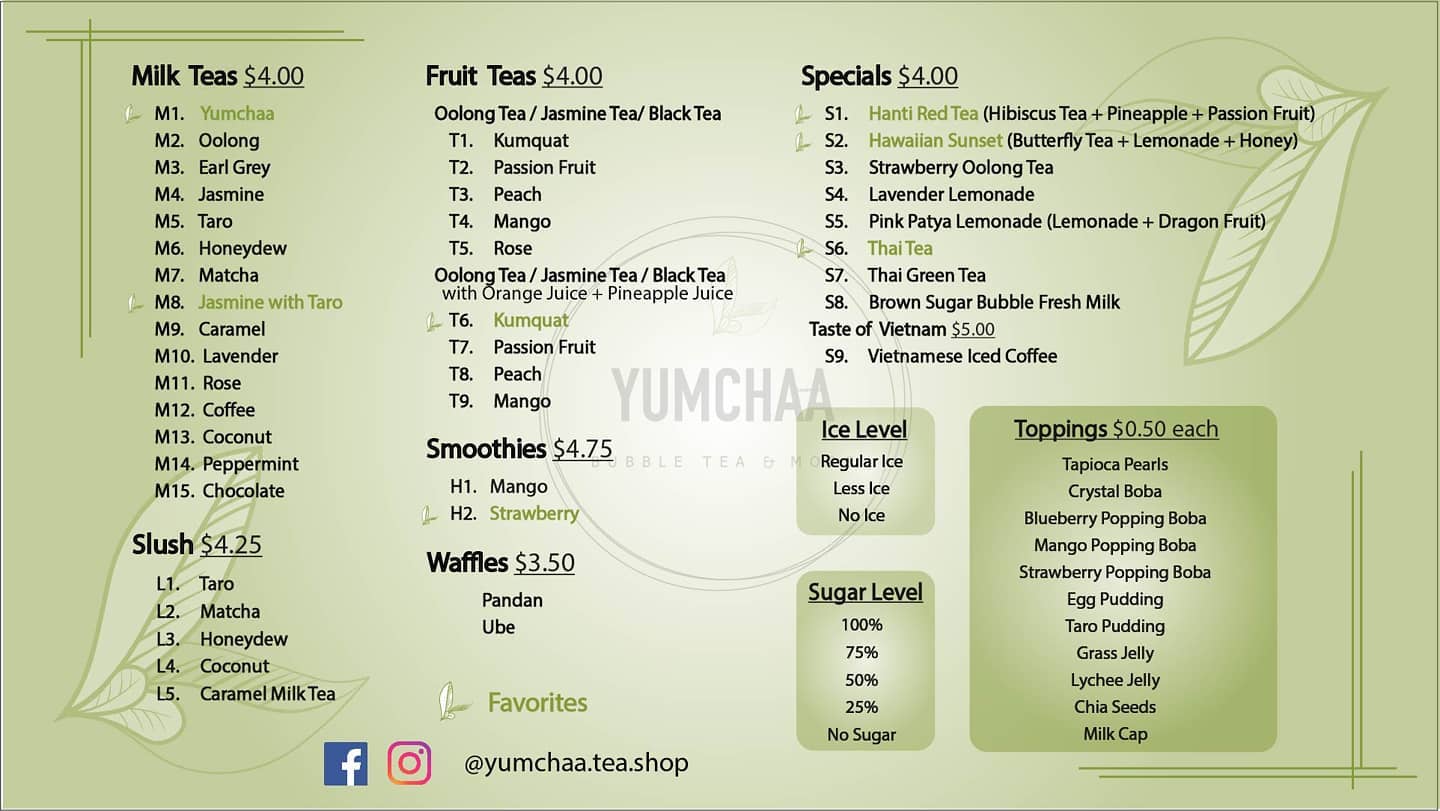 Milk Teas $4.00
M1. Yumchaa
M2. Oolong
M3. Earl Grey
M4. Jasmine
M5. Taro
M6. Honeydew
M7. Matcha
M8. Jasmine with Taro
M9. Caramel
M10. Lavender
M11. Rose
M12. Coffee
M13. Coconut
M14. Peppermint
M15. Chocolate
Slush $4.25
L1. Taro
L2. Matcha
L3. Honeydew
L4. Coconut
L5. Caramel Milk Tea
Fruit Teas $4.00
Oolong Tea / Jasmine Tea/ Black Tea
T1. Kumquat
T2. Passion Fruit
T3. Peach
T4. Mango
T5. Rose
Oolong Tea / Jasmine Tea / Black Tea
with Orange Juice + Pineapple Juice
T6. Kumquat
T7. Passion Fruit
T8. Peach
T9. Mango
Smoothies $4.75
H1. Mango
H2. Strawberry
Waffles $3.50
Pandan
Ube
Favorites
@yumchaa.tea.shop
YUMCHAA
BUBBLE TEA & MO
Specials $4.00
S1. Hanti Red Tea (Hibiscus Tea + Pineapple + Passion Fruit)
S2. Hawaiian Sunset (Butterfly Tea + Lemonade + Honey)
S3. Strawberry Oolong Tea
S4. Lavender Lemonade
S5. Pink Patya Lemonade (Lemonade + Dragon Fruit)
S6. Thai Tea
S7. Thai Green Tea
S8. Brown Sugar Bubble Fresh Milk
Taste of Vietnam $5.00
S9. Vietnamese Iced Coffee
Ice Level
Regular Ice
Less Ice
No Ice
Sugar Level
100%
75%
50%
25%
No Sugar
Toppings $0.50 each
Tapioca Pearls
Crystal Boba
Blueberry Popping Boba
Mango Popping Boba
Strawberry Popping Boba
Egg Pudding
Taro Pudding
Grass Jelly
Lychee Jelly
Chia Seeds
Milk Cap